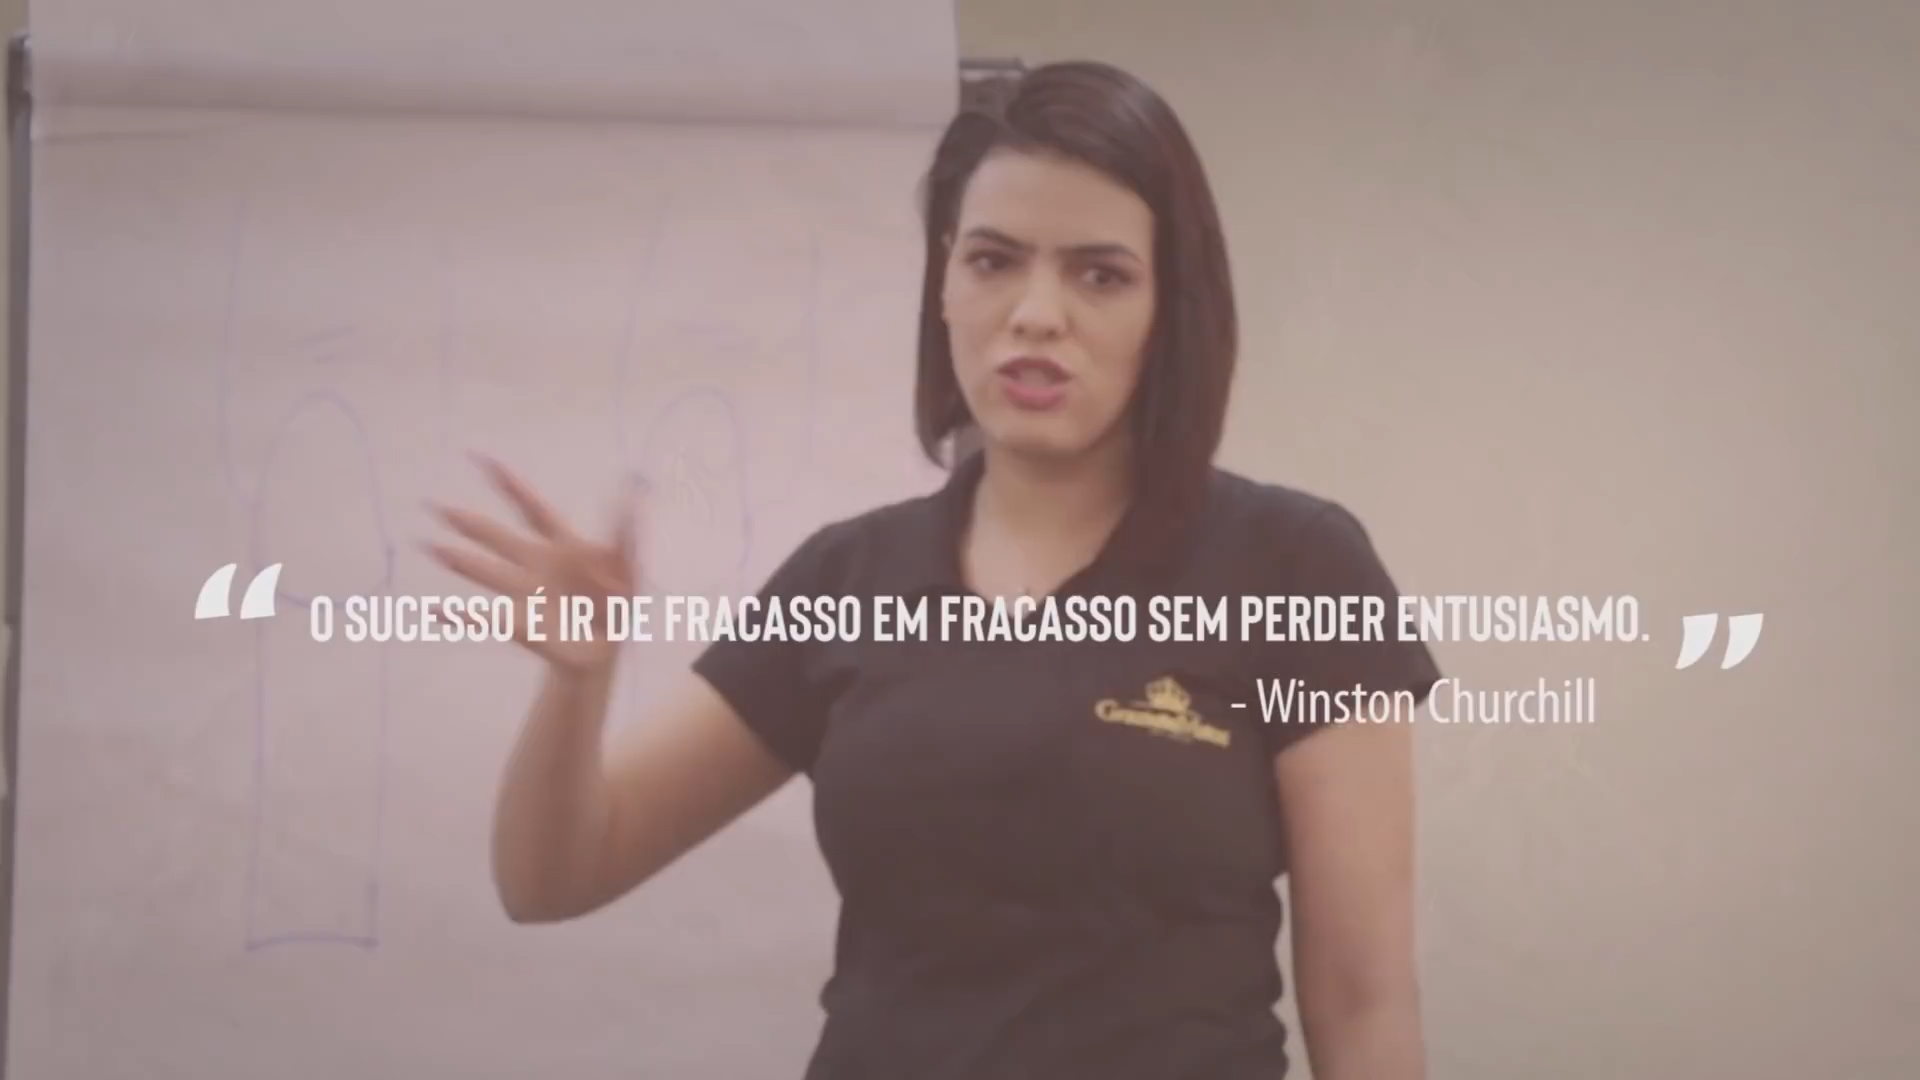 “ O SUCESSO É IR DE FRACASSO EM FRACASSO SEM PERDER ENTUSIASMO. ”
- Winston Churchill